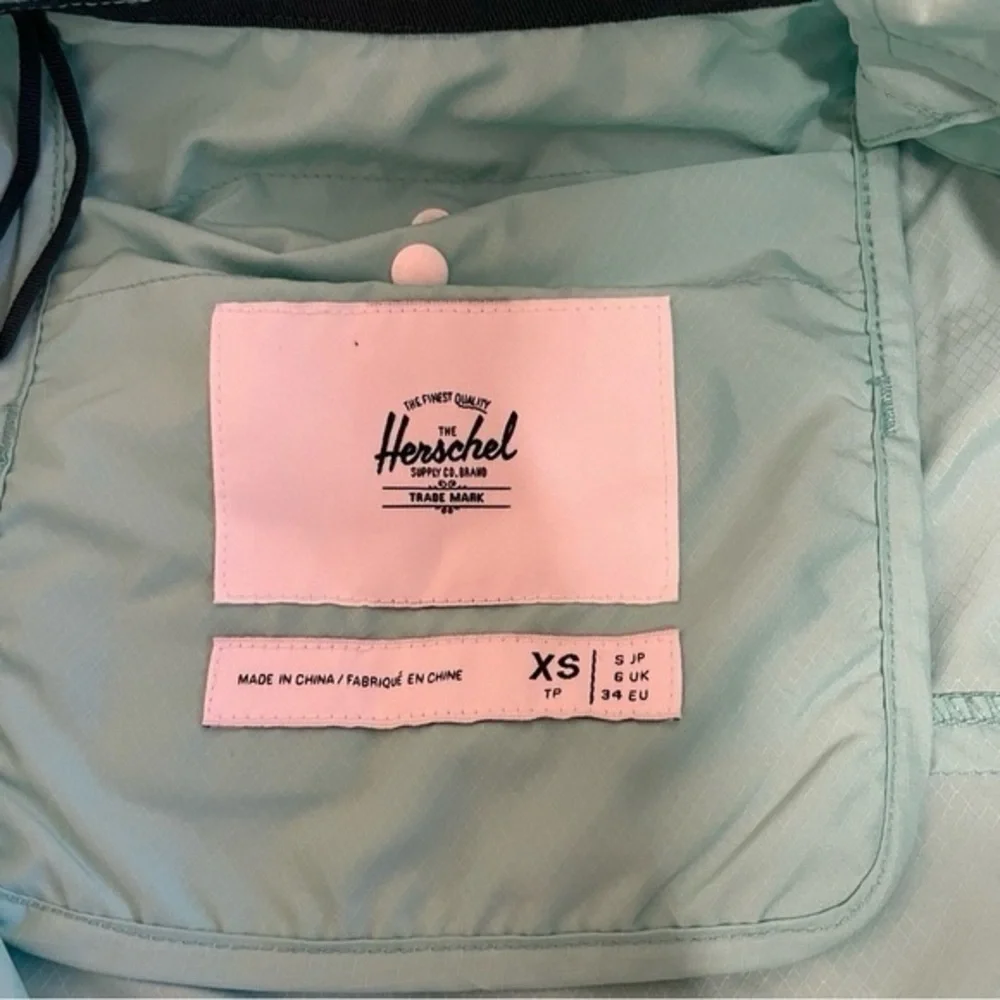 THE FINEST QUALITY
THE
Herschel
SUPPLY CO. BRAND
TRADE MARK
MADE IN CHINA / FABRIQUÉ EN CHINE
XS
TP
S JP
6 UK
34 EU